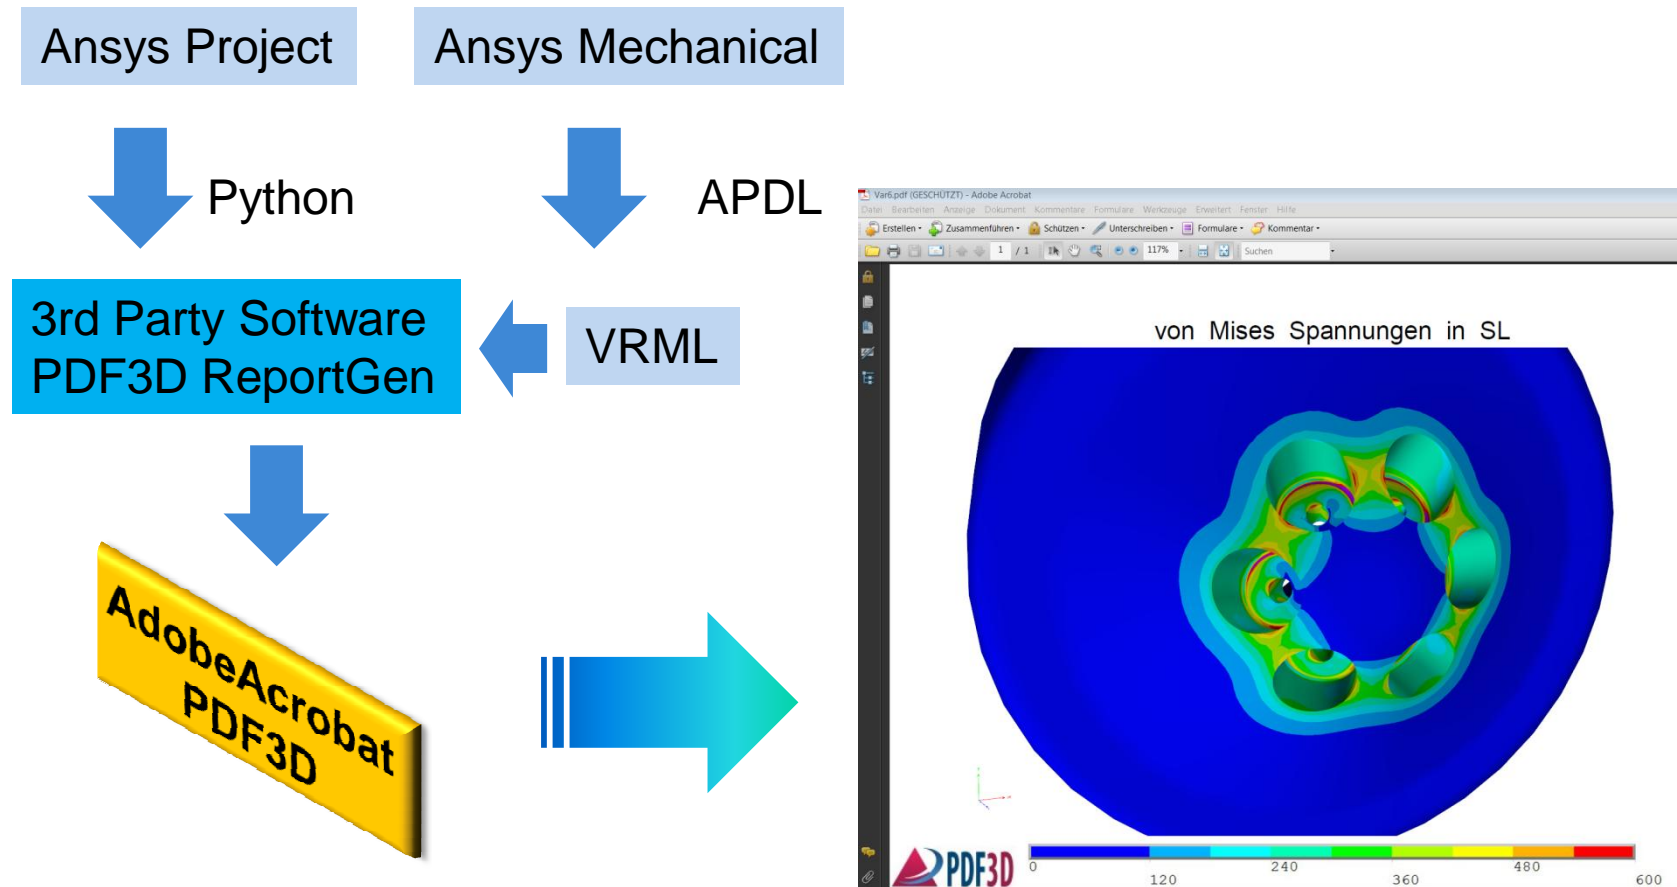 Ansys Project
Ansys Mechanical
Python
APDL
3rd Party Software
PDF3D ReportGen
VRML
AdobeAcrobat
PDF3D
Var6.pdf (GESCHÜTZT) - Adobe Acrobat
Datei Bearbeiten Anzeige Dokument Kommentare Formulare Werkzeuge Erweitert Fenster Hilfe
Erstellen Zusammenführen Schützen Unterschreiben Formulare Kommentar
1 / 1 117% Suchen
von Mises Spannungen in SL
PDF3D
0 240 480
120 360 600